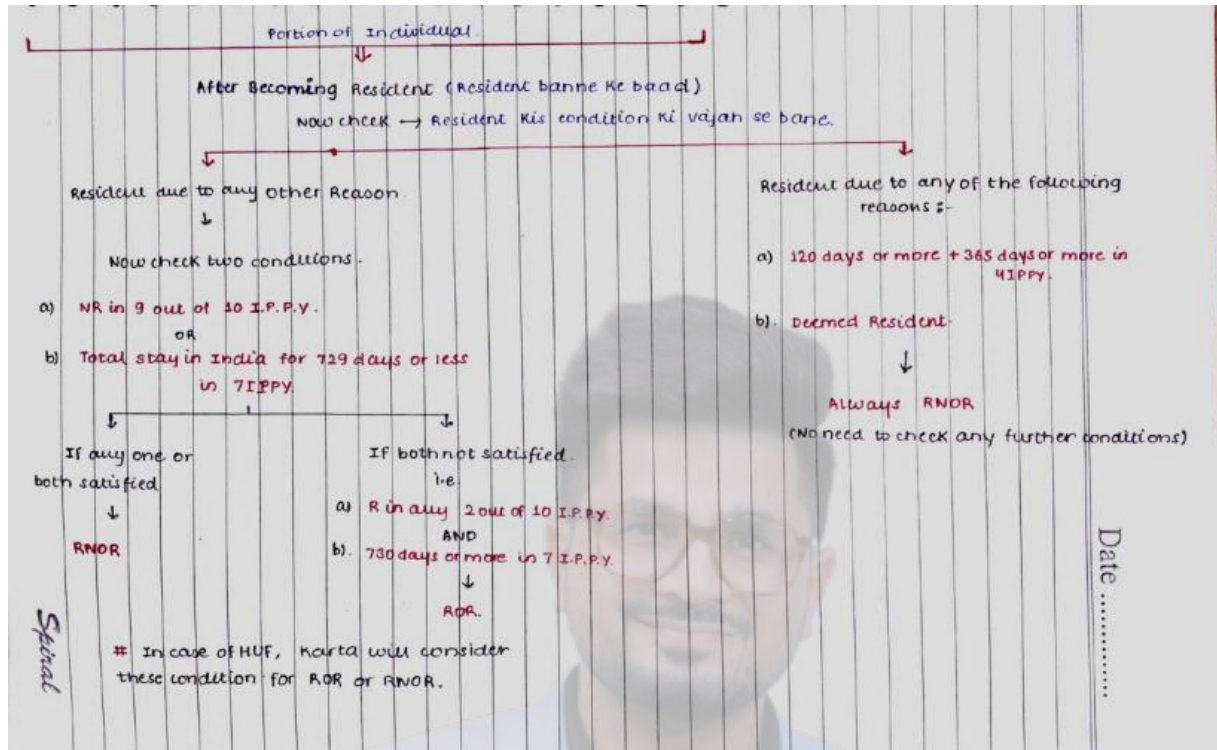 Portion of Individual.
After Becoming Resident (Resident banne ke baad)
Now check → Resident kis condition ki vajah se bane.
Resident due to any other Reason.
Now check two conditions.
a) NR in 9 out of 10 I.P.P.Y.
OR
b) Total stay in India for 729 days or less
in 7IPPY.
If any one or
both satisfied
RNOR
If both not satisfied.
i.e
a) R in any 2 out of 10 I.P.P.Y.
AND
b). 730 days or more in 7 I.P.P.Y.
ROR.
# In case of HUF, Karta will consider
these condition for ROR or RNOR.
Resident due to any of the following
reasons :-
a) 120 days or more + 365 days or more in
4IPPY.
b). Deemed Resident.
Always RNOR
(No need to check any further conditions)
Spiral
Date ...............